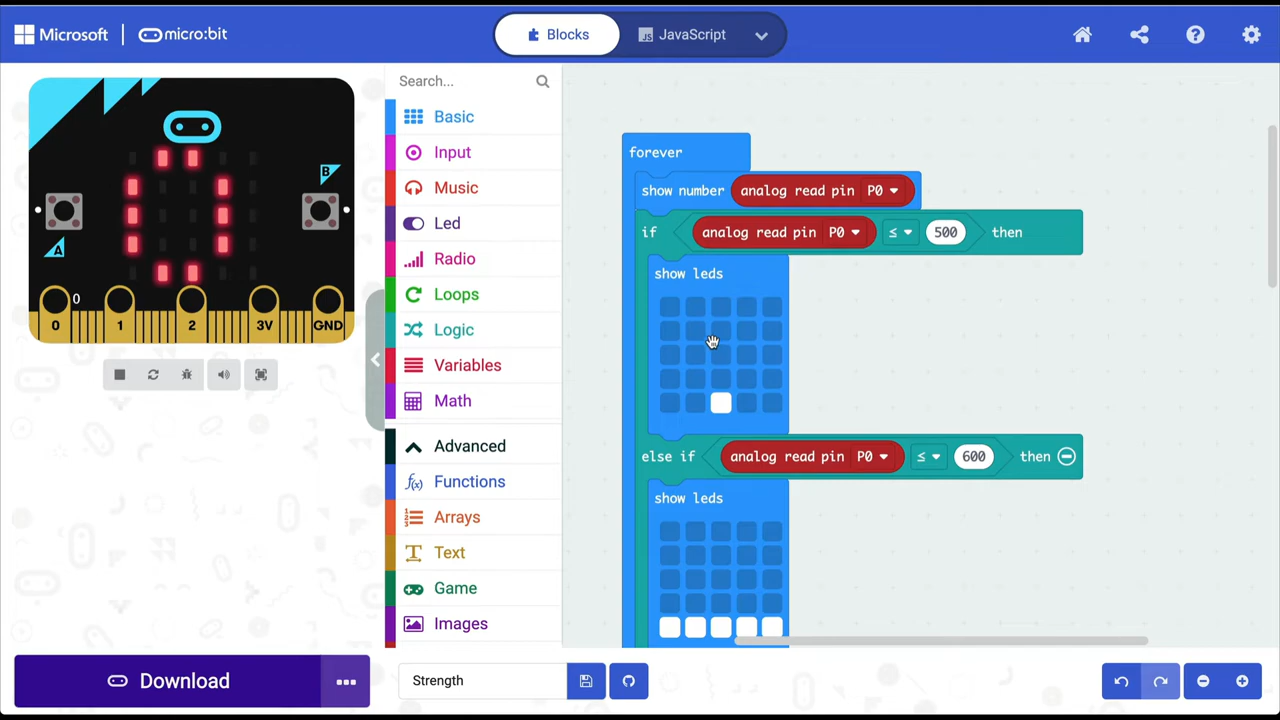 Microsoft | micro:bit
Blocks
JavaScript
A
B
0
0 1 2 3V GND
Download
Search...
Basic
Input
Music
Led
Radio
Loops
Logic
Variables
Math
Advanced
Functions
Arrays
Text
Game
Images
forever
show number analog read pin P0
if analog read pin P0 ≤ 500 then
show leds
else if analog read pin P0 ≤ 600 then
show leds
Strength